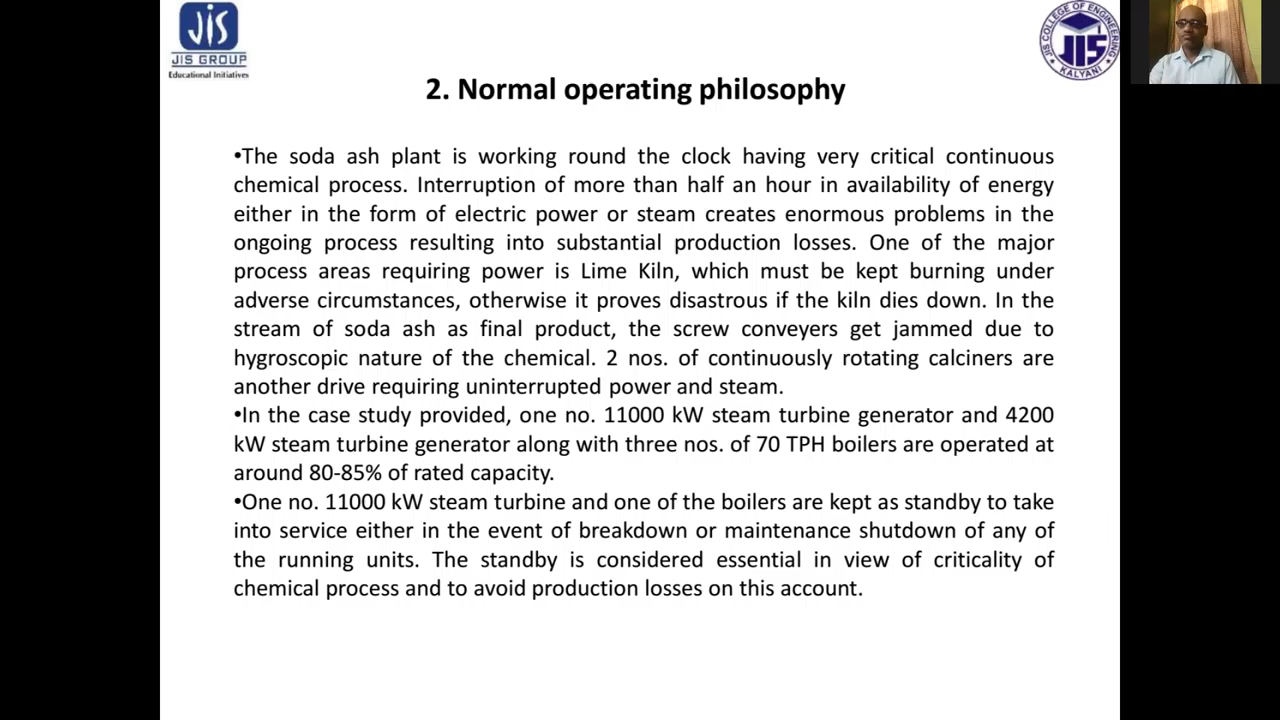 JIS
JIS GROUP
Educational Initiatives
JIS COLLEGE OF ENGINEERING
JIS
KALYANI
2. Normal operating philosophy
•The soda ash plant is working round the clock having very critical continuous
chemical process. Interruption of more than half an hour in availability of energy
either in the form of electric power or steam creates enormous problems in the
ongoing process resulting into substantial production losses. One of the major
process areas requiring power is Lime Kiln, which must be kept burning under
adverse circumstances, otherwise it proves disastrous if the kiln dies down. In the
stream of soda ash as final product, the screw conveyers get jammed due to
hygroscopic nature of the chemical. 2 nos. of continuously rotating calciners are
another drive requiring uninterrupted power and steam.
•In the case study provided, one no. 11000 kW steam turbine generator and 4200
kW steam turbine generator along with three nos. of 70 TPH boilers are operated at
around 80-85% of rated capacity.
•One no. 11000 kW steam turbine and one of the boilers are kept as standby to take
into service either in the event of breakdown or maintenance shutdown of any of
the running units. The standby is considered essential in view of criticality of
chemical process and to avoid production losses on this account.